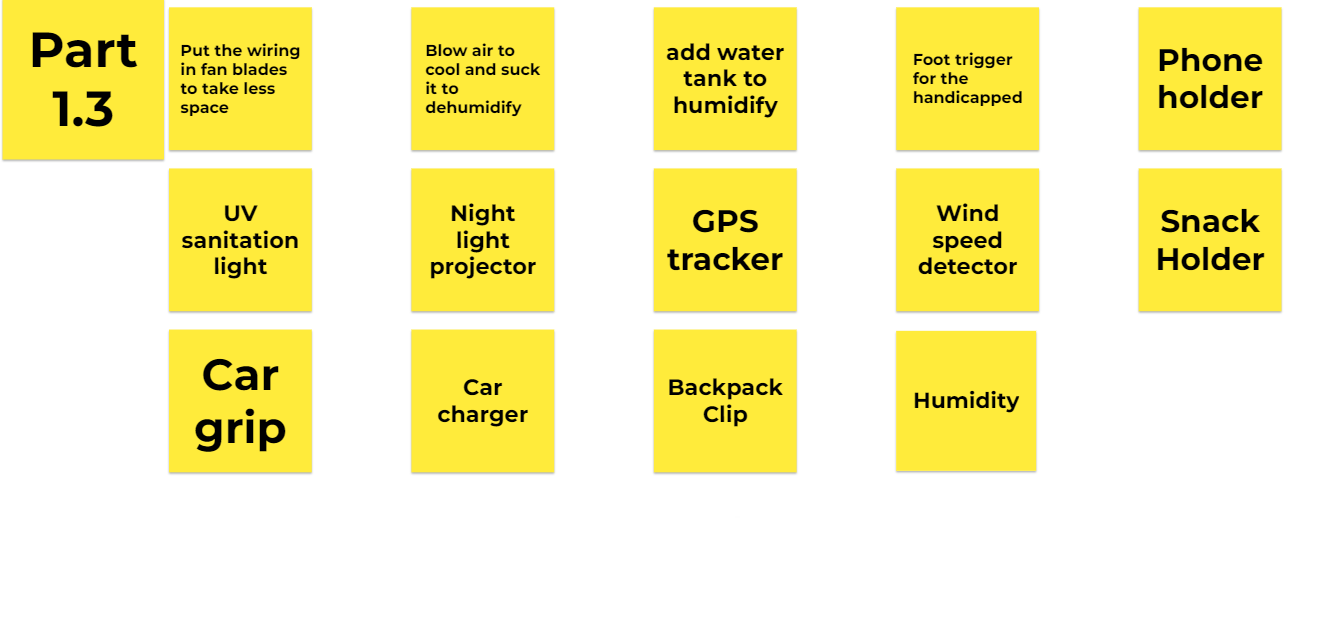 Part
1.3
Put the wiring
in fan blades
to take less
space
Blow air to
cool and suck
it to
dehumidify
add water
tank to
humidify
Foot trigger
for the
handicapped
Phone
holder
UV
sanitation
light
Night
light
projector
GPS
tracker
Wind
speed
detector
Snack
Holder
Car
grip
Car
charger
Backpack
Clip
Humidity